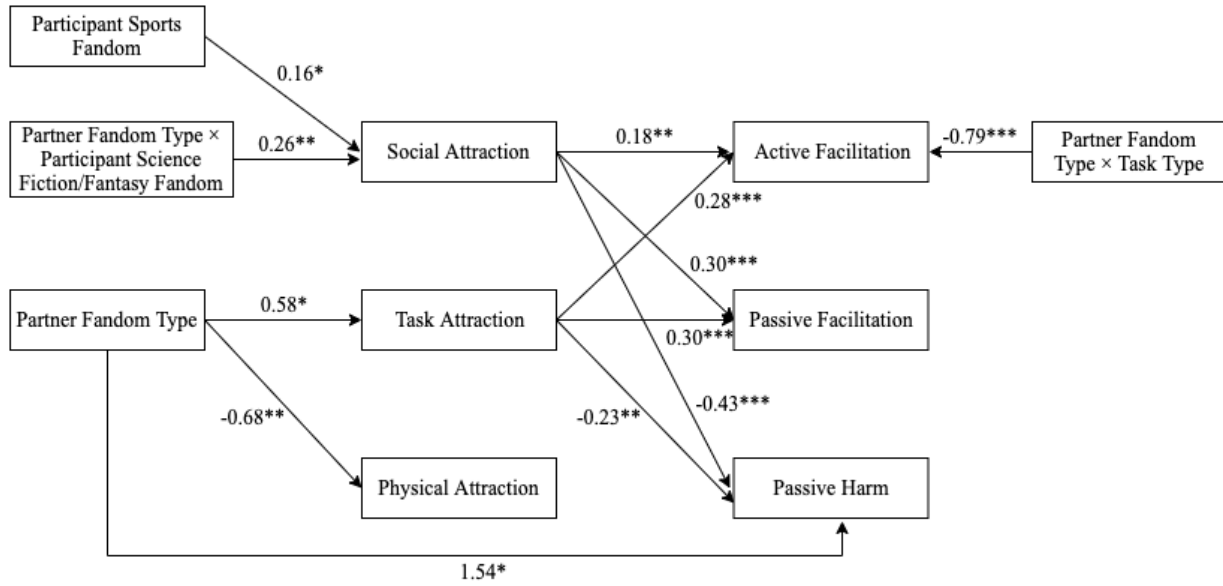 Participant Sports
Fandom
0.16*
Partner Fandom Type ×
Participant Science
Fiction/Fantasy Fandom
0.26**
Social Attraction
0.18**
Active Facilitation
-0.79***
Partner Fandom
Type × Task Type
0.28***
0.30***
Partner Fandom Type
0.58*
Task Attraction
0.30***
Passive Facilitation
-0.68**
-0.23**
-0.43***
Physical Attraction
Passive Harm
1.54*